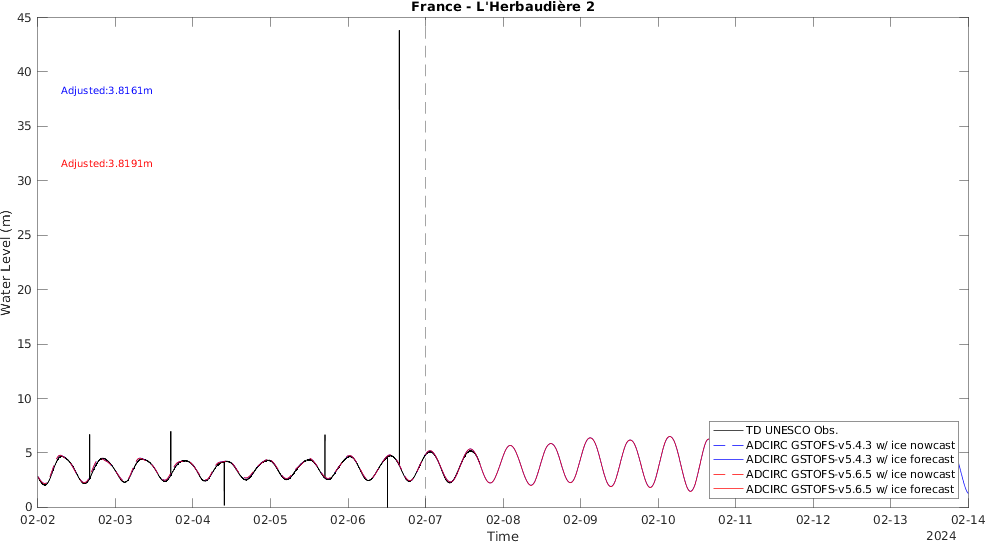 France - L'Herbaudière 2
45
40
35
30
25
20
15
10
5
0
Water Level (m)
Adjusted:3.8161m
Adjusted:3.8191m
TD UNESCO Obs.
ADCIRC GSTOFS-v5.4.3 w/ ice nowcast
ADCIRC GSTOFS-v5.4.3 w/ ice forecast
ADCIRC GSTOFS-v5.6.5 w/ ice nowcast
ADCIRC GSTOFS-v5.6.5 w/ ice forecast
02-02 02-03 02-04 02-05 02-06 02-07 02-08 02-09 02-10 02-11 02-12 02-13 02-14
Time
2024